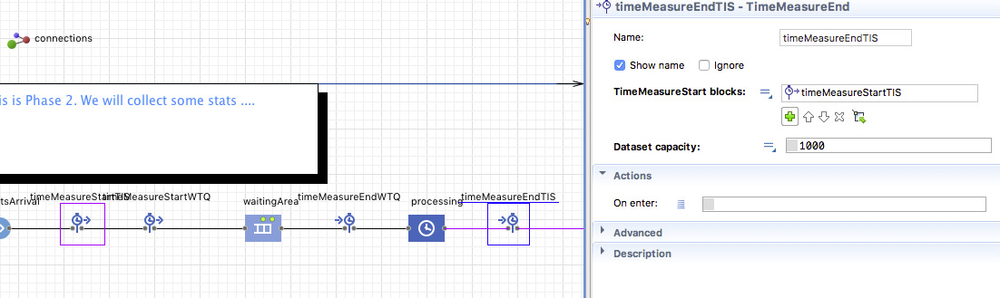 connections
is is Phase 2. We will collect some stats ....
tsArrival
timeMeasureStartTIS
timeMeasureStartWTQ
waitingArea
timeMeasureEndWTQ
processing
timeMeasureEndTIS
timeMeasureEndTIS - TimeMeasureEnd
Name: timeMeasureEndTIS
Show name Ignore
TimeMeasureStart blocks: timeMeasureStartTIS
Dataset capacity: 1000
Actions
On enter:
Advanced
Description